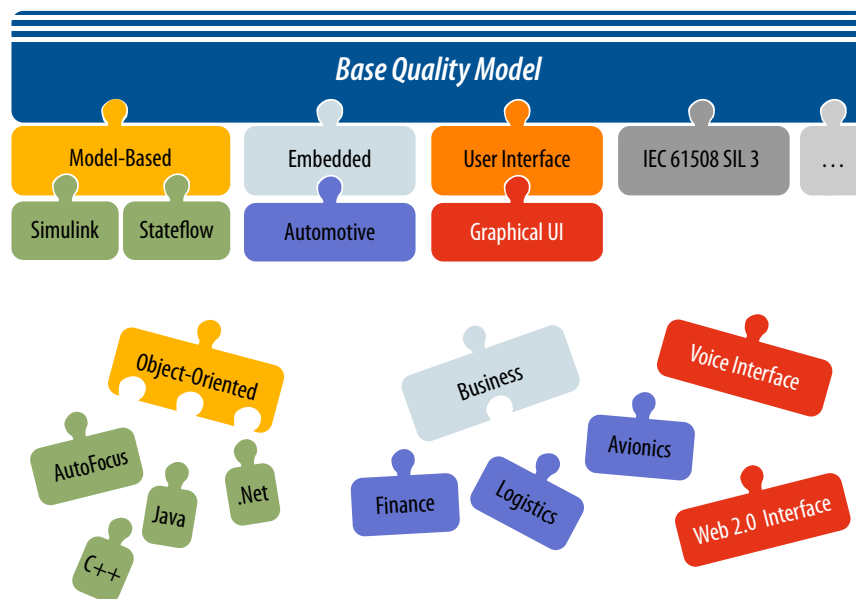 Base Quality Model
Model-Based
Embedded
User Interface
IEC 61508 SIL 3
...
Simulink
Stateflow
Automotive
Graphical UI
Object-Oriented
Business
Voice Interface
AutoFocus
Java
.Net
C++
Finance
Logistics
Avionics
Web 2.0 Interface